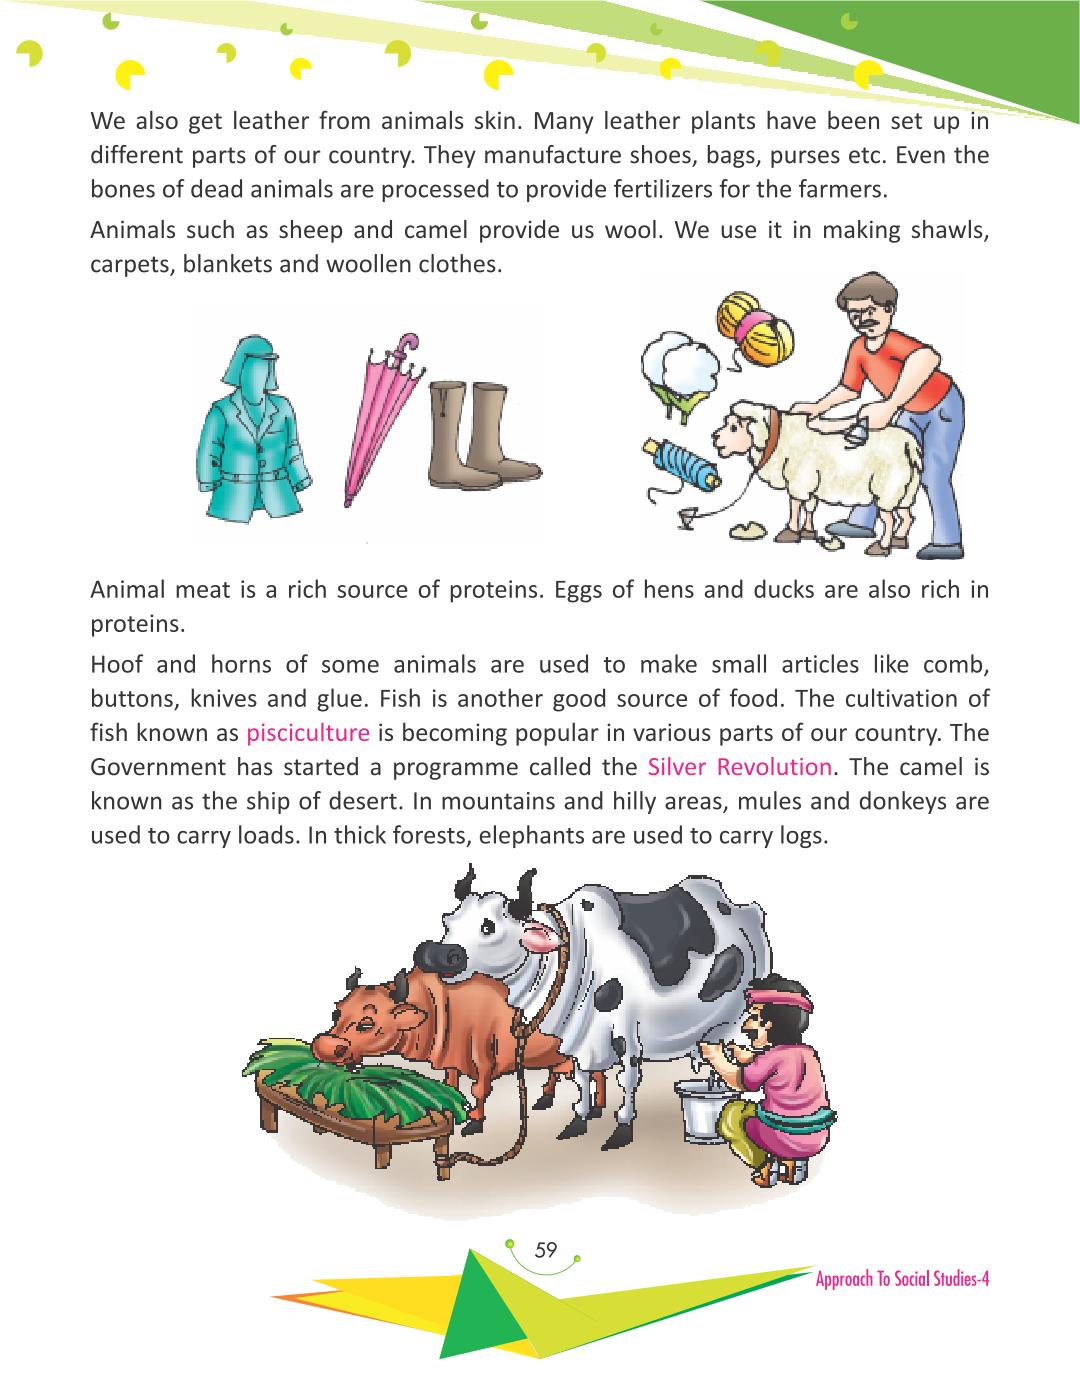 We also get leather from animals skin. Many leather plants have been set up in
different parts of our country. They manufacture shoes, bags, purses etc. Even the
bones of dead animals are processed to provide fertilizers for the farmers.
Animals such as sheep and camel provide us wool. We use it in making shawls,
carpets, blankets and woollen clothes.
Animal meat is a rich source of proteins. Eggs of hens and ducks are also rich in
proteins.
Hoof and horns of some animals are used to make small articles like comb,
buttons, knives and glue. Fish is another good source of food. The cultivation of
fish known as pisciculture is becoming popular in various parts of our country. The
Government has started a programme called the Silver Revolution. The camel is
known as the ship of desert. In mountains and hilly areas, mules and donkeys are
used to carry loads. In thick forests, elephants are used to carry logs.
59
Approach To Social Studies-4